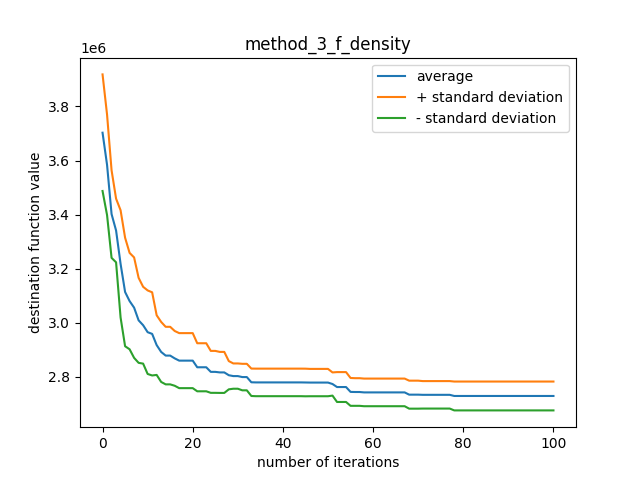 method_3_f_density
1e6
average
+ standard deviation
- standard deviation
3.8
3.6
3.4
3.2
3.0
2.8
destination function value
0 20 40 60 80 100
number of iterations